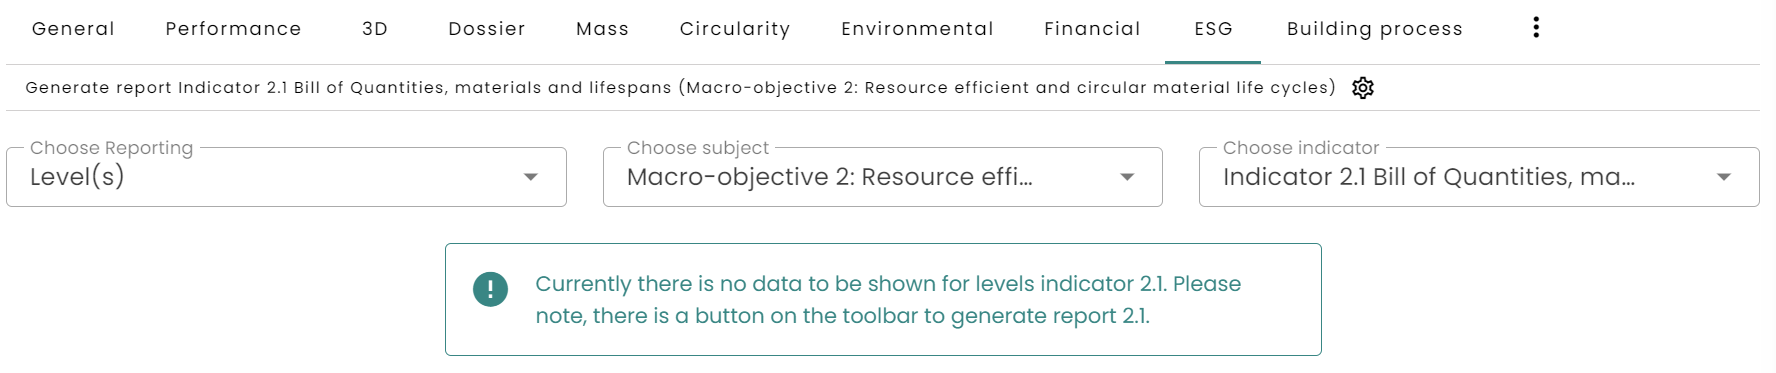 General Performance 3D Dossier Mass Circularity Environmental Financial ESG Building process
Generate report Indicator 2.1 Bill of Quantities, materials and lifespans (Macro-objective 2: Resource efficient and circular material life cycles)
Choose Reporting Choose subject Choose indicator
Level(s) Macro-objective 2: Resource effi... Indicator 2.1 Bill of Quantities, ma...
Currently there is no data to be shown for levels indicator 2.1. Please
note, there is a button on the toolbar to generate report 2.1.